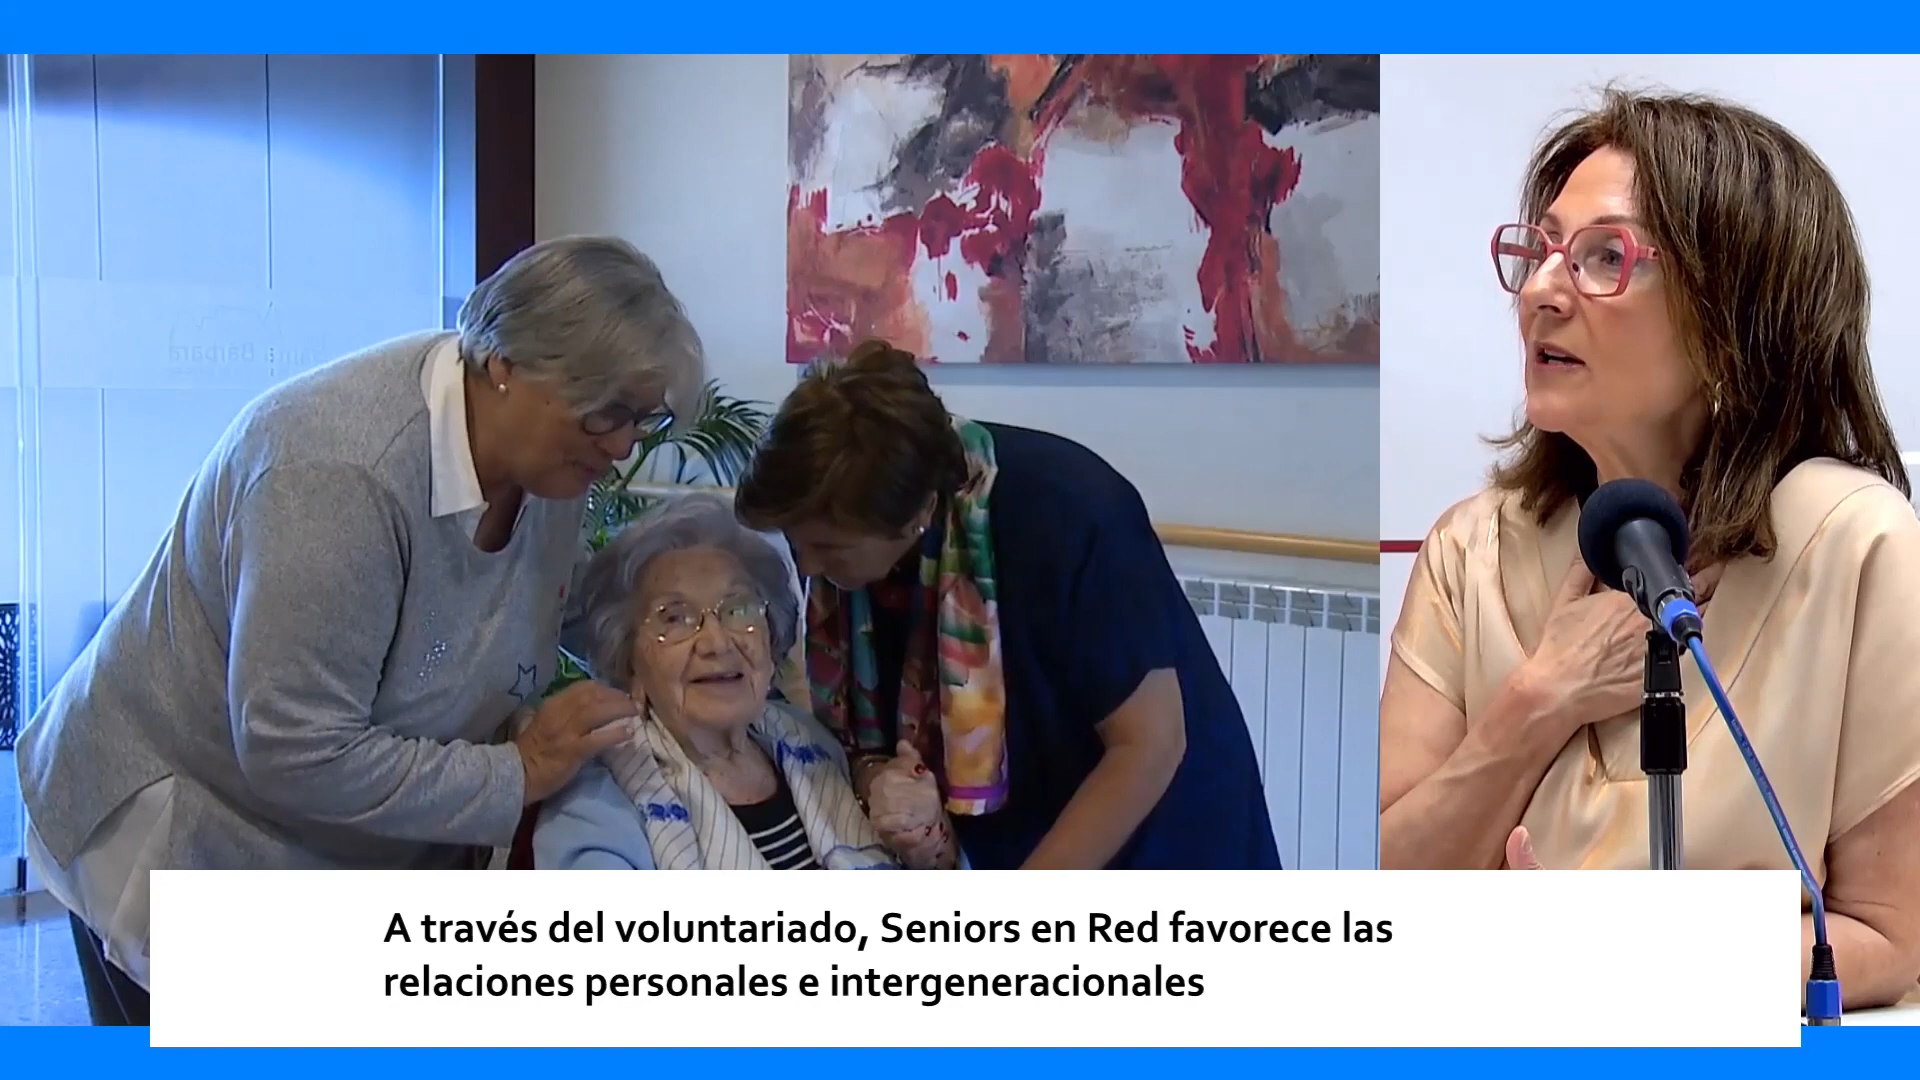 A través del voluntariado, Seniors en Red favorece las
relaciones personales e intergeneracionales